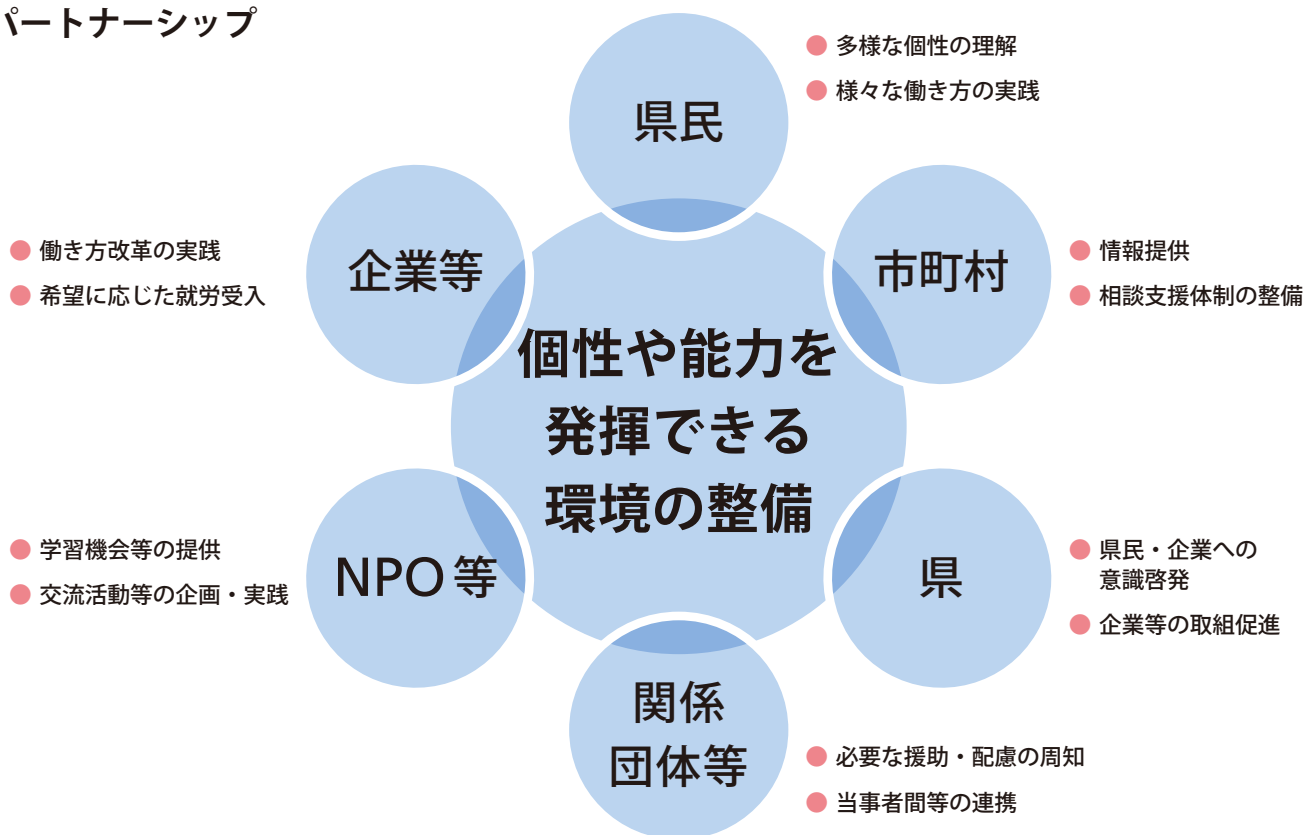 パートナーシップ
県民
● 多様な個性の理解
● 様々な働き方の実践
企業等
● 働き方改革の実践
● 希望に応じた就労受入
市町村
● 情報提供
● 相談支援体制の整備
個性や能力を
発揮できる
環境の整備
NPO 等
● 学習機会等の提供
● 交流活動等の企画・実践
県
● 県民・企業への
意識啓発
● 企業等の取組促進
関係
団体等
● 必要な援助・配慮の周知
● 当事者間等の連携